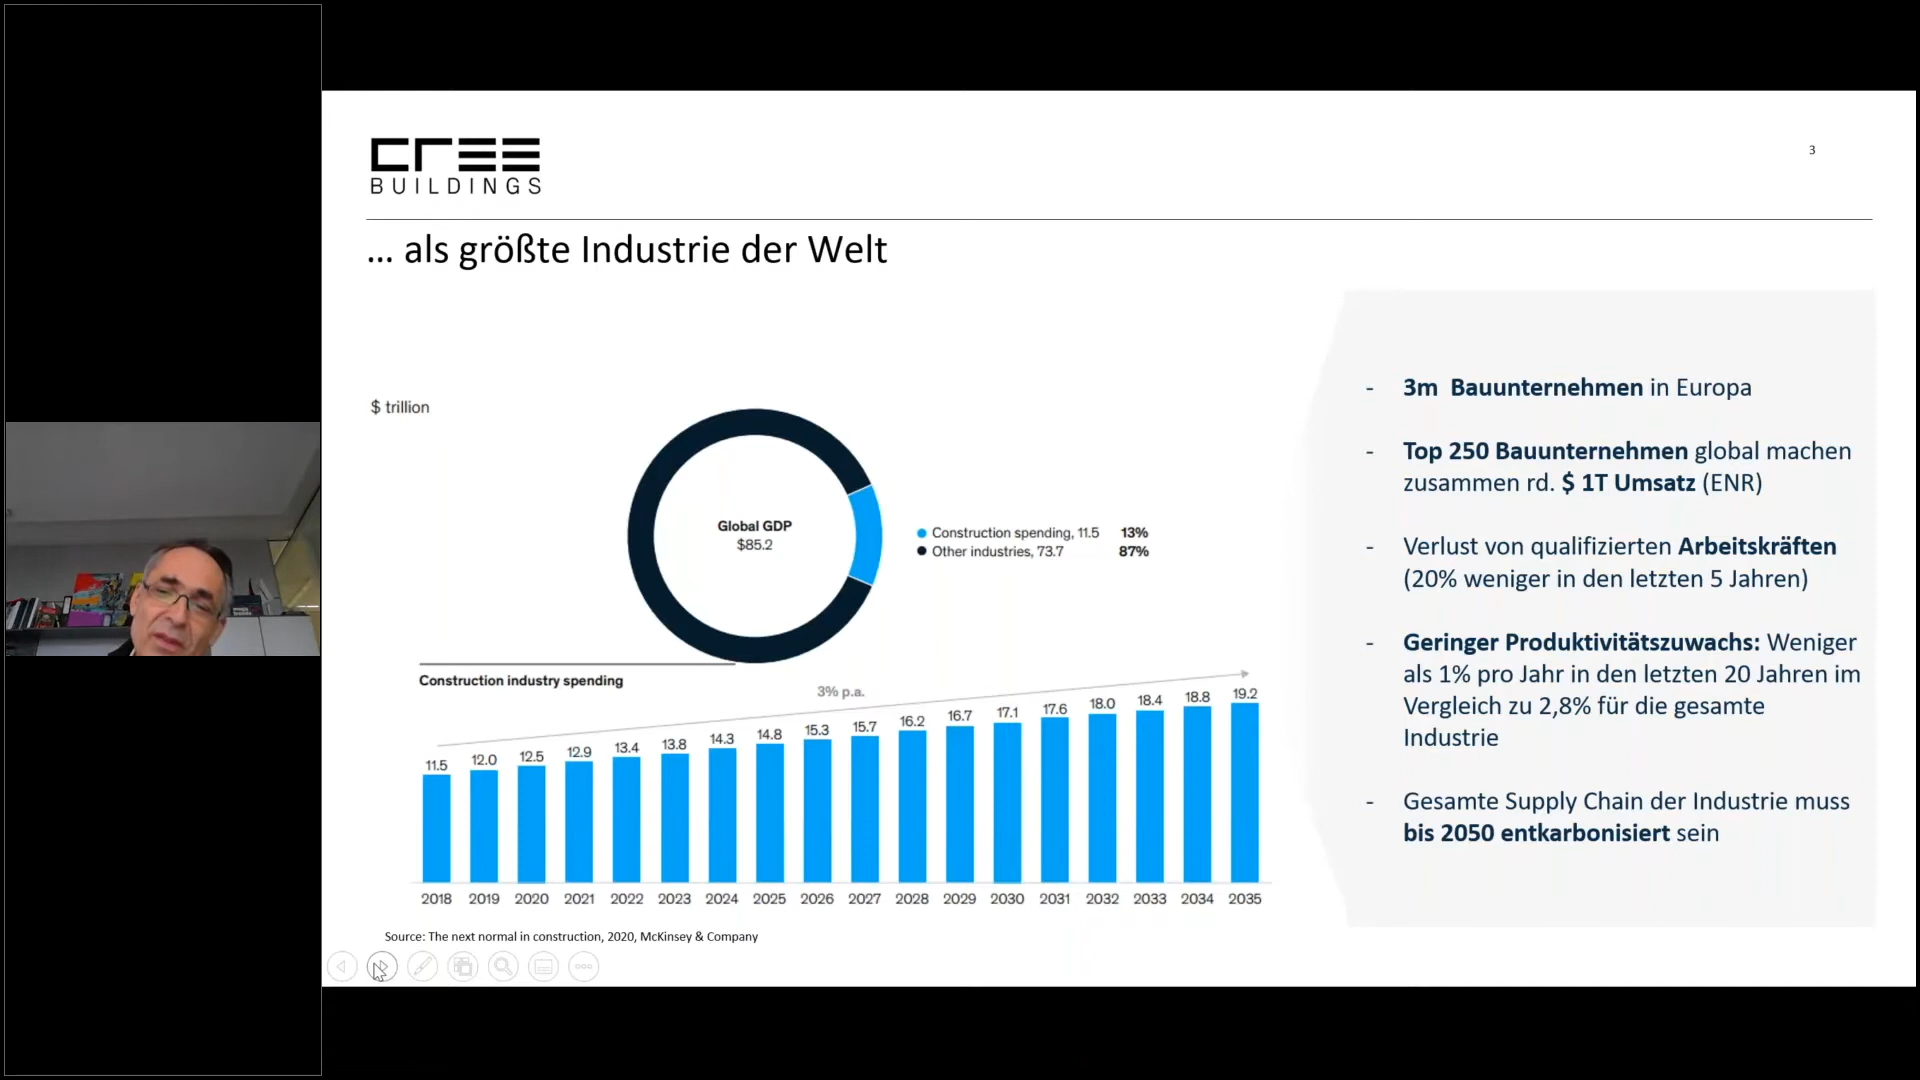 cree
BUILDINGS
3
... als größte Industrie der Welt
$ trillion
Global GDP
$85.2
Construction spending, 11.5 13%
Other industries, 73.7 87%
Construction industry spending
3% p.a.
11.5 12.0 12.5 12.9 13.4 13.8 14.3 14.8 15.3 15.7 16.2 16.7 17.1 17.6 18.0 18.4 18.8 19.2
2018 2019 2020 2021 2022 2023 2024 2025 2026 2027 2028 2029 2030 2031 2032 2033 2034 2035
Source: The next normal in construction, 2020, McKinsey & Company
- 3m Bauunternehmen in Europa
- Top 250 Bauunternehmen global machen
zusammen rd. $ 1T Umsatz (ENR)
- Verlust von qualifizierten Arbeitskräften
(20% weniger in den letzten 5 Jahren)
- Geringer Produktivitätszuwachs: Weniger
als 1% pro Jahr in den letzten 20 Jahren im
Vergleich zu 2,8% für die gesamte
Industrie
- Gesamte Supply Chain der Industrie muss
bis 2050 entkarbonisiert sein